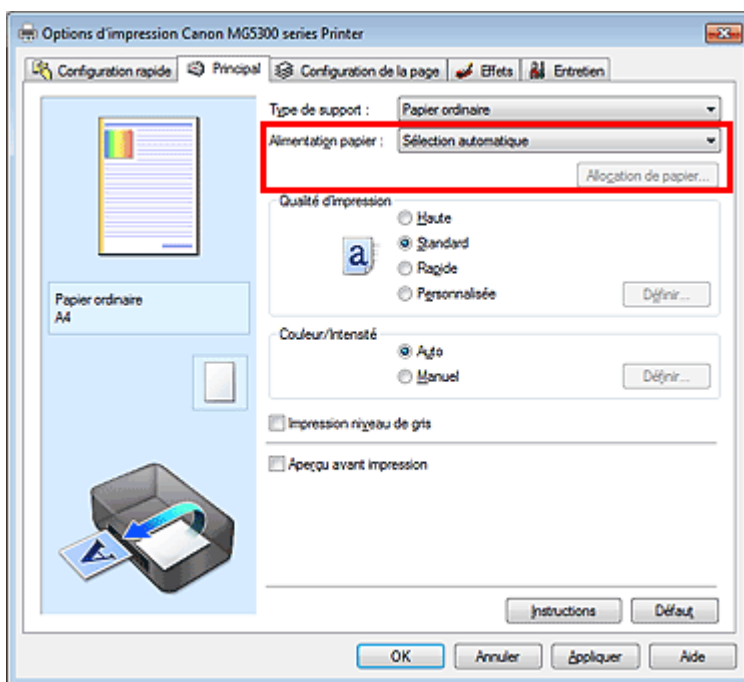 Options d'impression Canon MG5300 series Printer
Configuration rapide Principal Configuration de la page Effets Entretien
Type de support : Papier ordinaire
Alimentation papier : Sélection automatique
Allocation de papier...
Qualité d'impression
Haute
Standard
Rapide
Personnalisée Définir...
Papier ordinaire
A4
Couleur/Intensité
Auto
Manuel Définir...
Impression niveau de gris
Aperçu avant impression
Instructions Défaut
OK Annuler Appliquer Aide
a
A